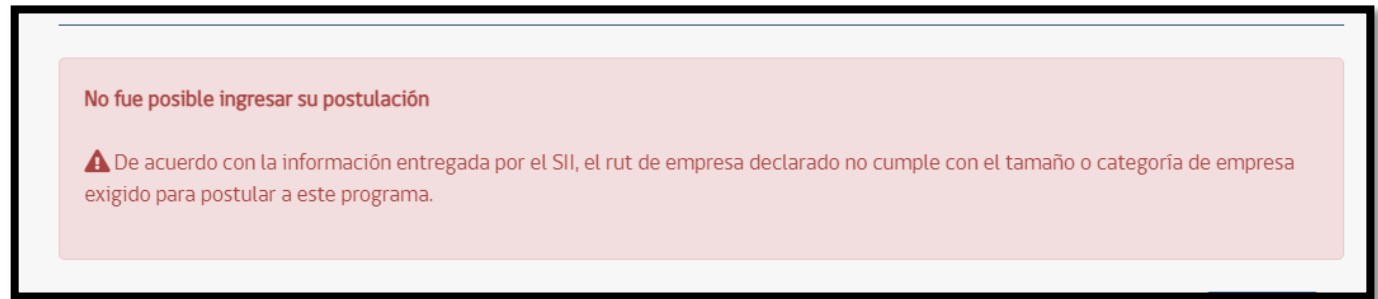 No fue posible ingresar su postulación
De acuerdo con la información entregada por el SII, el rut de empresa declarado no cumple con el tamaño o categoría de empresa
exigido para postular a este programa.